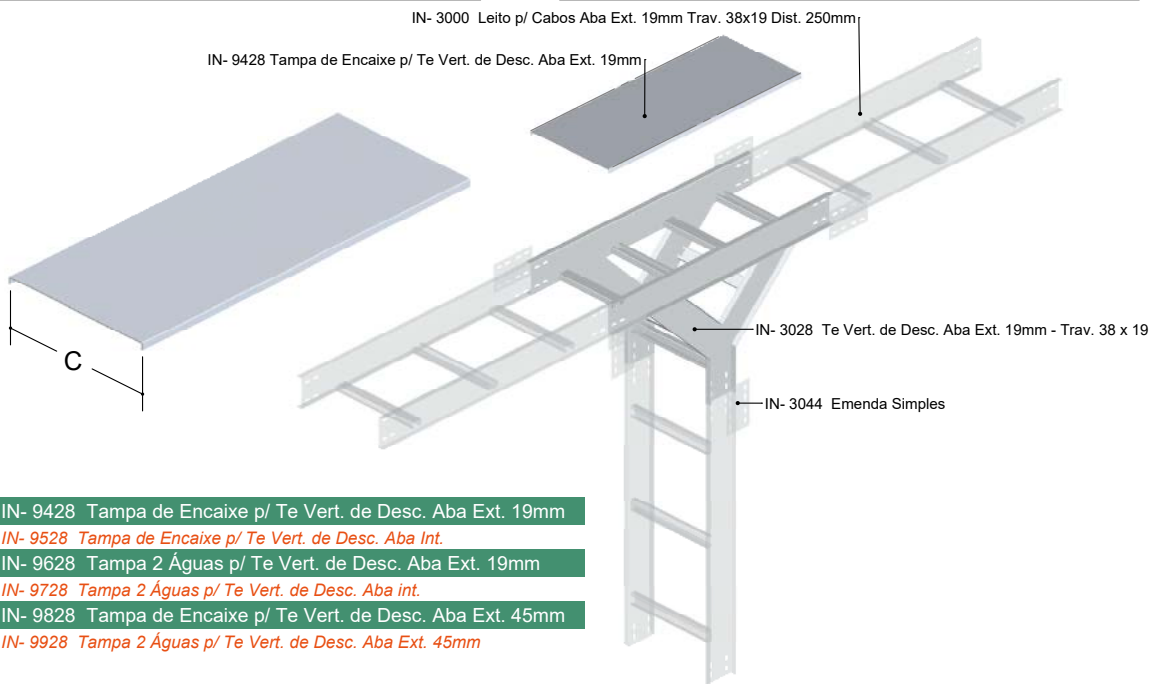 IN- 3000  Leito p/ Cabos Aba Ext. 19mm Trav. 38x19 Dist. 250mm
IN- 9428 Tampa de Encaixe p/ Te Vert. de Desc. Aba Ext. 19mm
C
IN- 3028  Te Vert. de Desc. Aba Ext. 19mm - Trav. 38 x 19
IN- 3044  Emenda Simples
IN- 9428  Tampa de Encaixe p/ Te Vert. de Desc. Aba Ext. 19mm
IN- 9528  Tampa de Encaixe p/ Te Vert. de Desc. Aba Int.
IN- 9628  Tampa 2 Águas p/ Te Vert. de Desc. Aba Ext. 19mm
IN- 9728  Tampa 2 Águas p/ Te Vert. de Desc. Aba int.
IN- 9828  Tampa de Encaixe p/ Te Vert. de Desc. Aba Ext. 45mm
IN- 9928  Tampa 2 Águas p/ Te Vert. de Desc. Aba Ext. 45mm